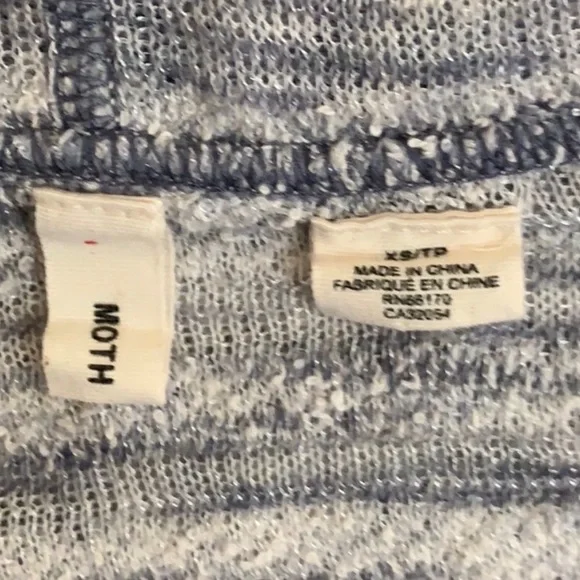 MOTH
XS/TP
MADE IN CHINA
FABRIQUÉ EN CHINE
RN66170
CA32054